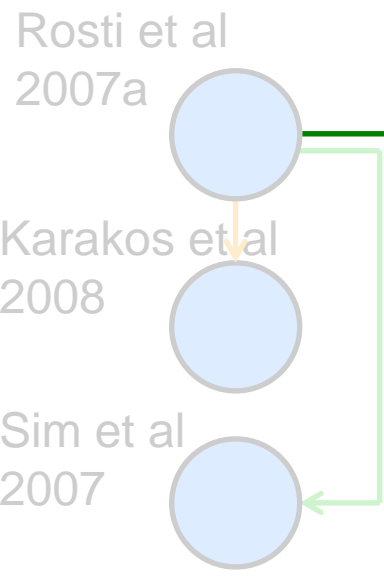 Rosti et al
2007a
Karakos et al
2008
Sim et al
2007